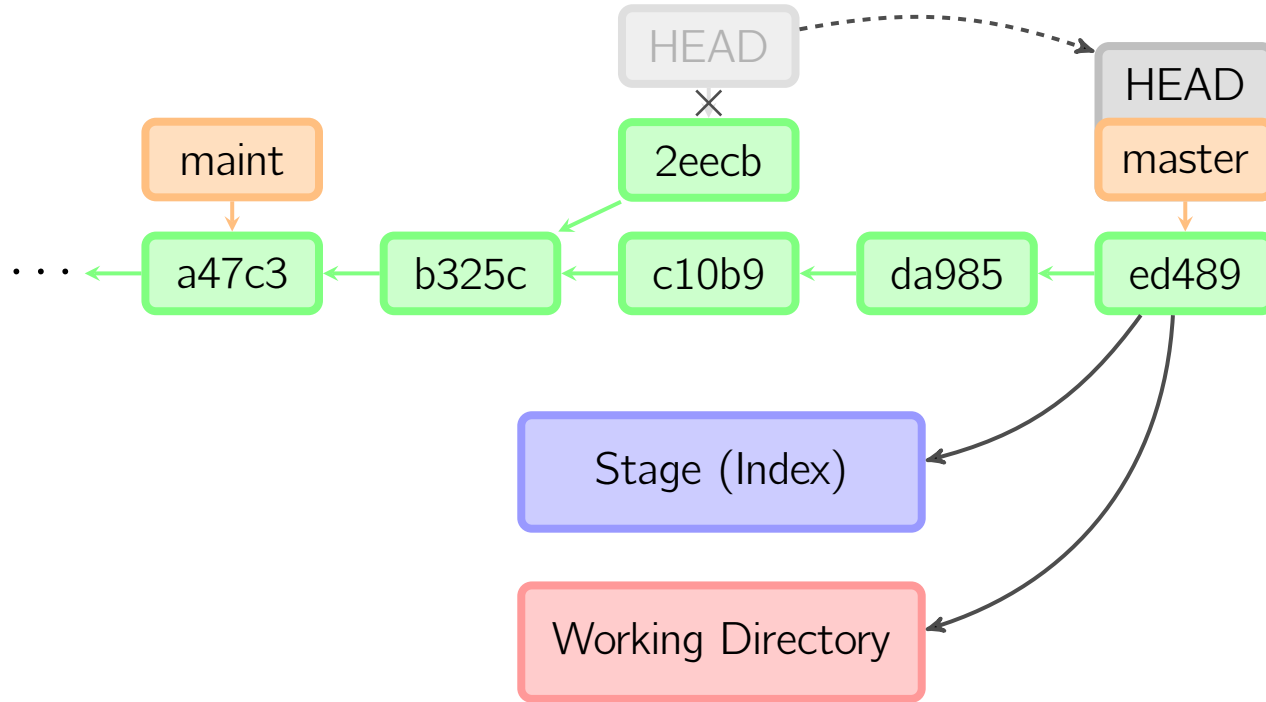 HEAD
HEAD
maint
2eecb
master
... a47c3 b325c c10b9 da985 ed489
Stage (Index)
Working Directory